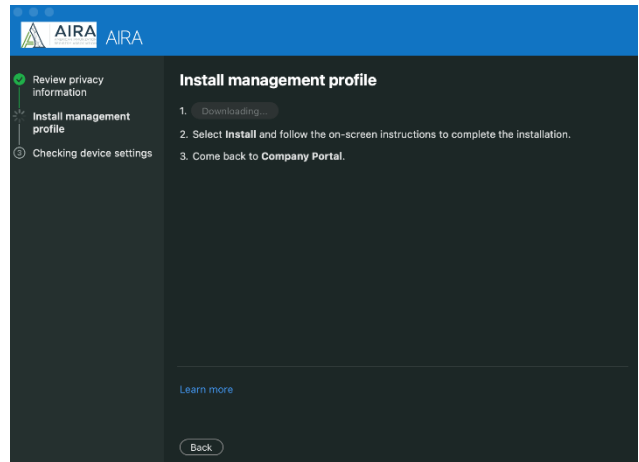 AIRA
AIRA
Review privacy
information
Install management
profile
3
Checking device settings
Install management profile
1. Downloading...
2. Select Install and follow the on-screen instructions to complete the installation.
3. Come back to Company Portal.
Learn more
Back